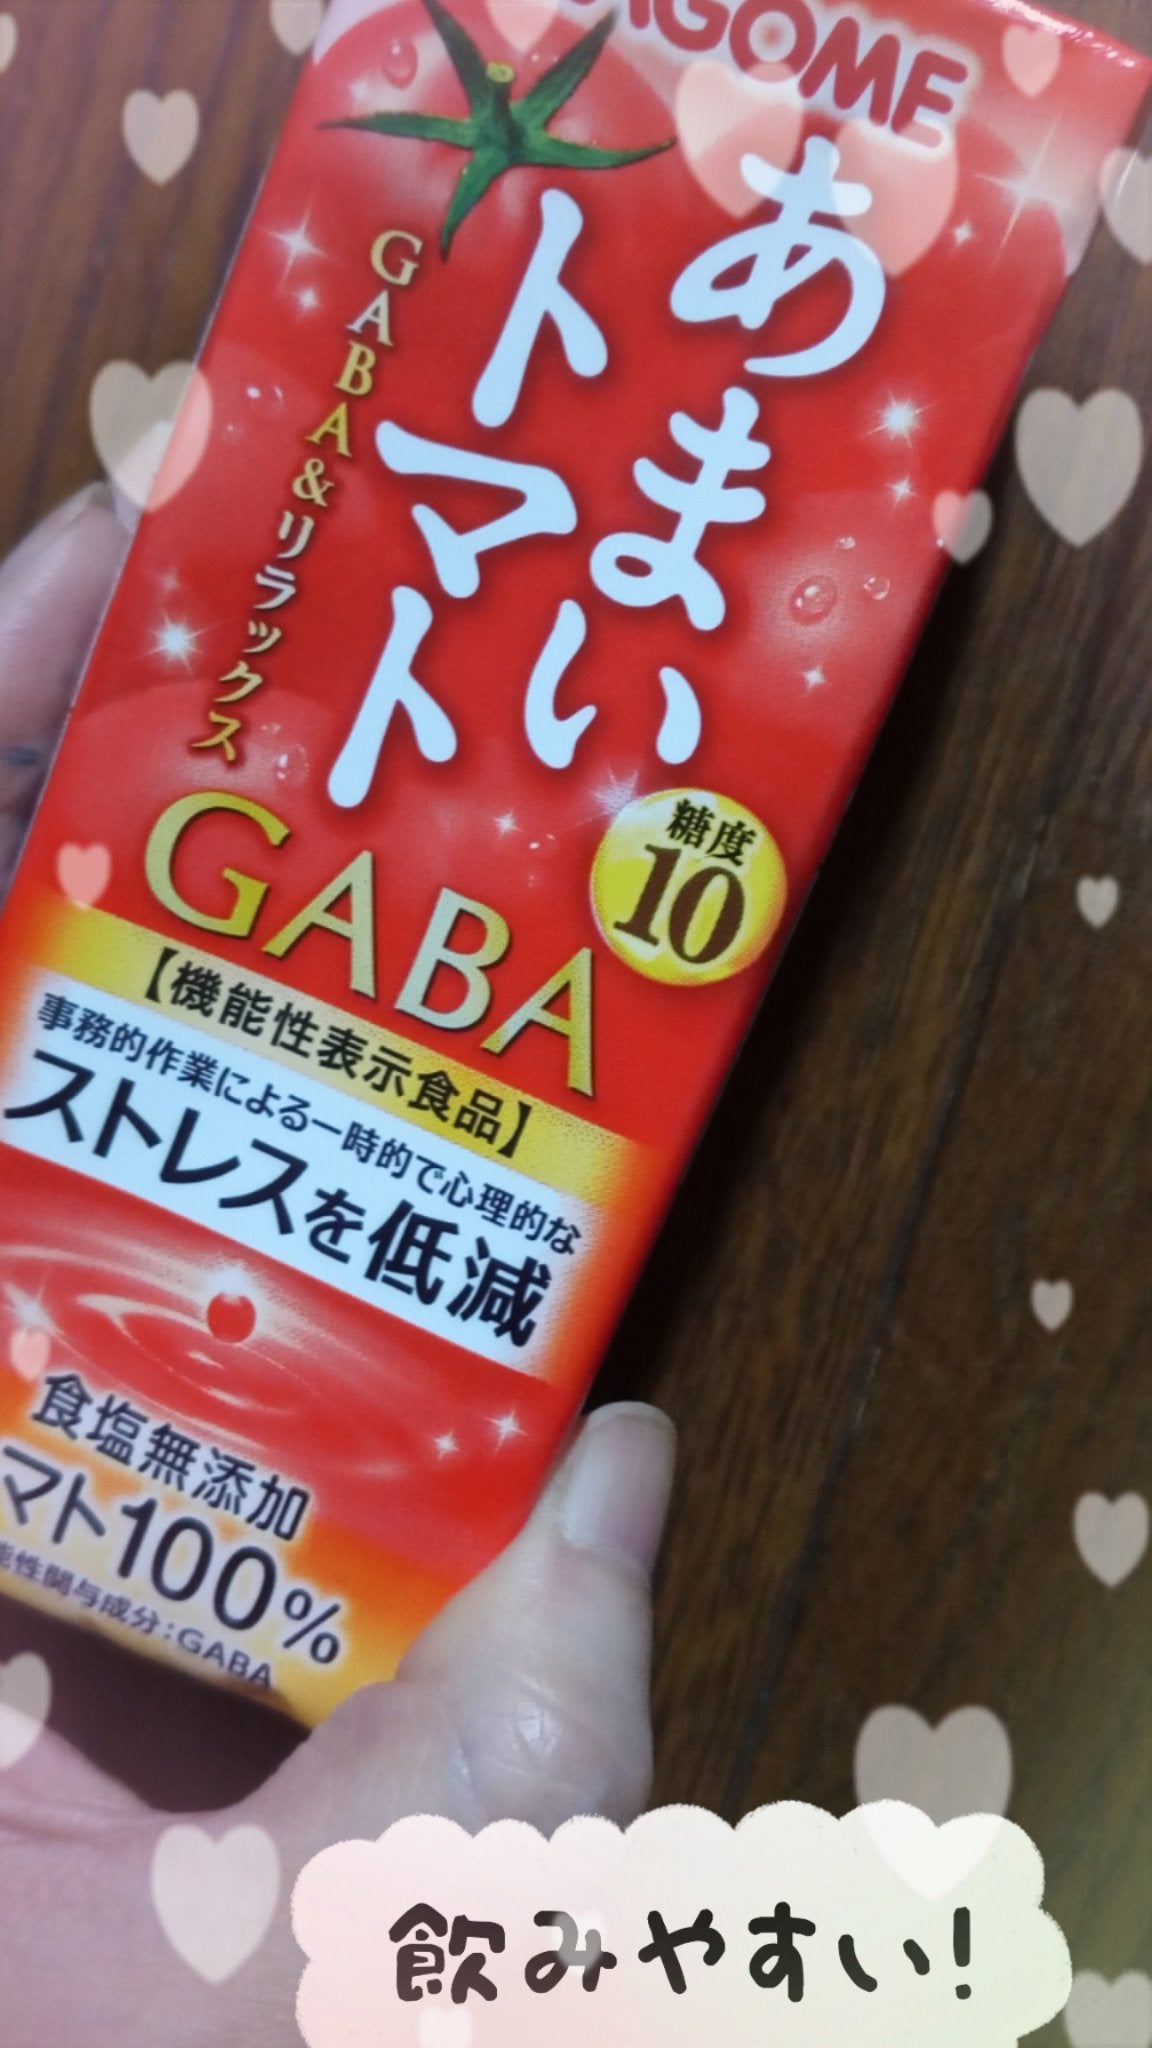 KAGOME
あまい
トマト
GABA&リラックス
糖度
10
GABA
【機能性表示食品】
事務的作業による一時的で心理的な
ストレスを低減
食塩無添加
トマト100%
機能性関与成分:GABA
飲みやすい!